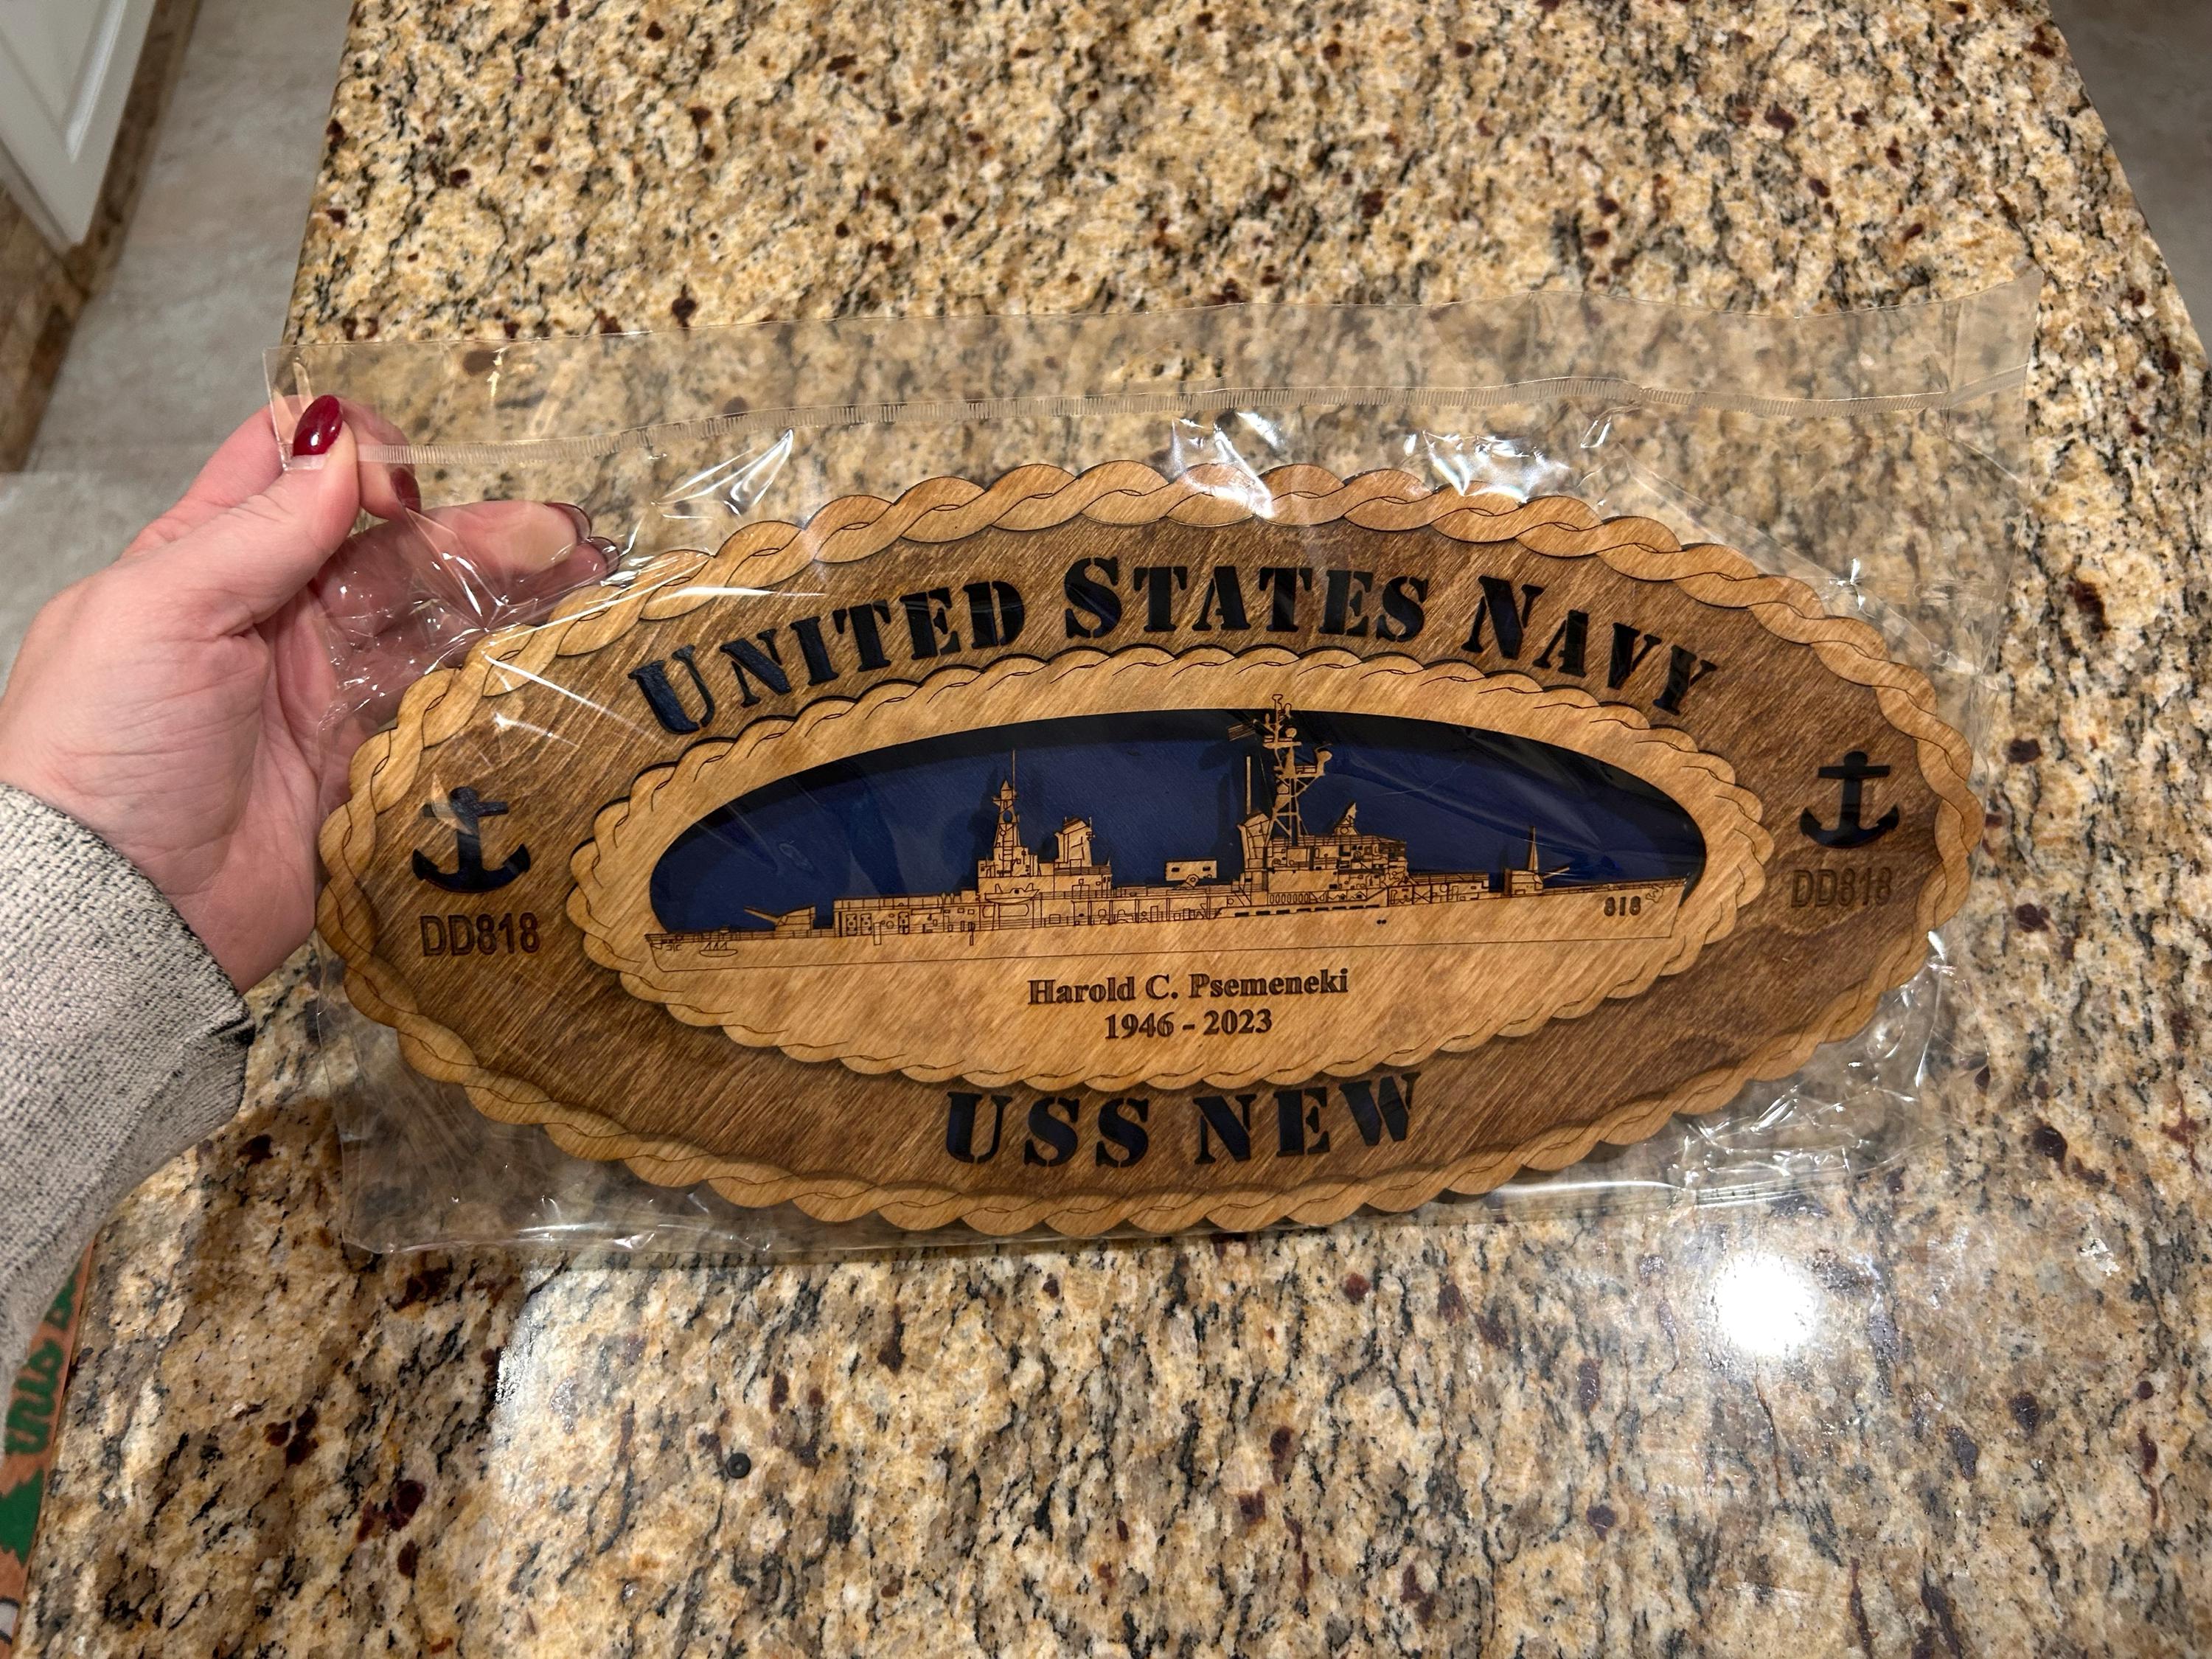 UNITED STATES NAVY
DD818
DD818
818
Harold C. Psemeneki
1946 - 2023
USS NEW